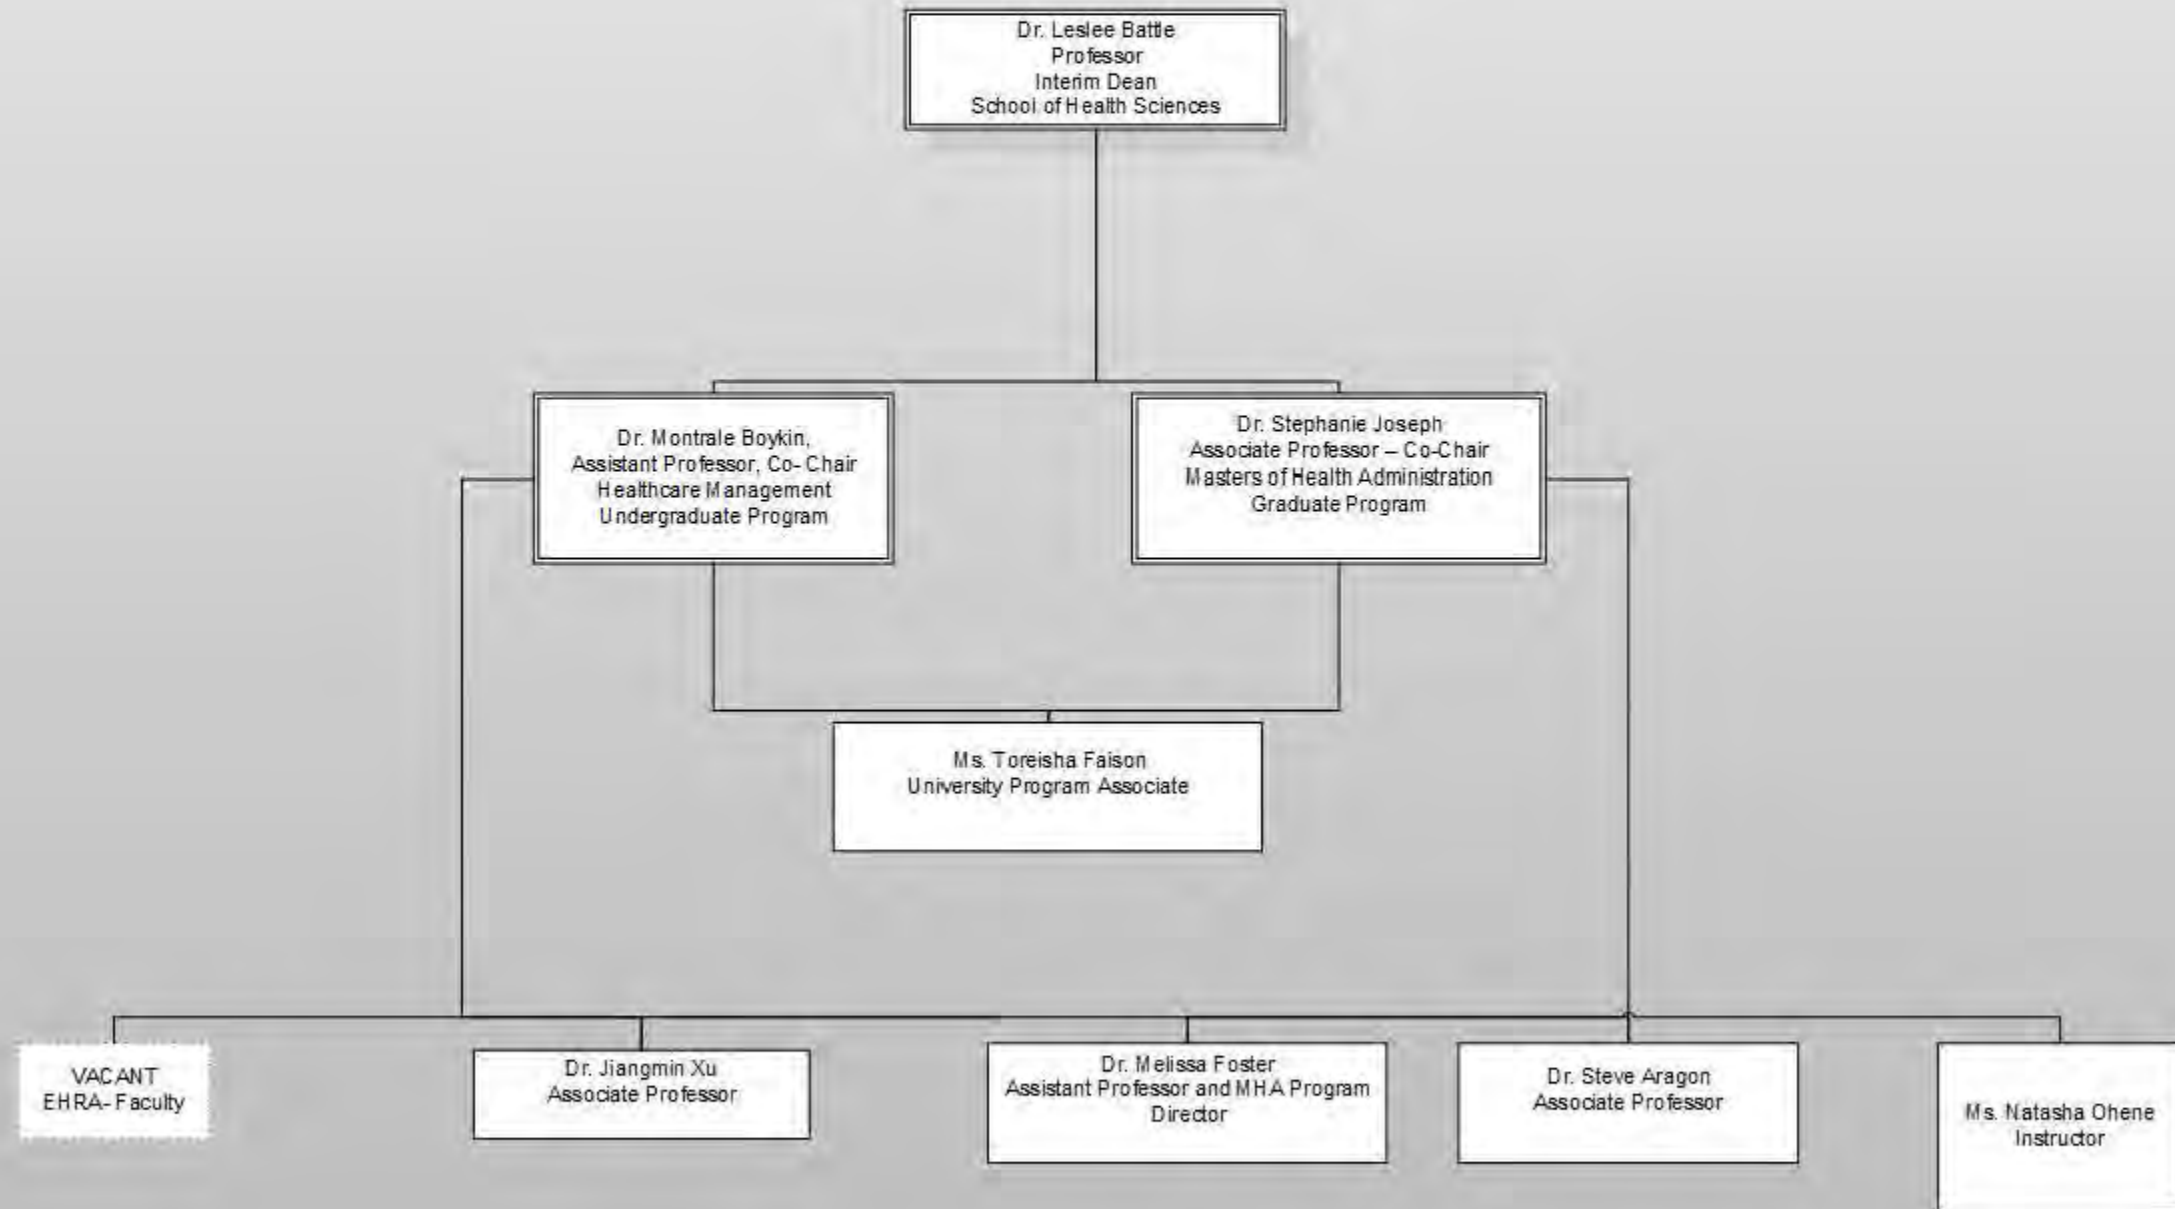 Dr. Leslee Battle
Professor
Interim Dean
School of Health Sciences
Dr. Montrale Boykin,
Assistant Professor, Co- Chair
Healthcare Management
Undergraduate Program
Dr. Stephanie Joseph
Associate Professor – Co-Chair
Masters of Health Administration
Graduate Program
Ms. Toreisha Faison
University Program Associate
VACANT
EHRA- Faculty
Dr. Jiangmin Xu
Associate Professor
Dr. Melissa Foster
Assistant Professor and MHA Program
Director
Dr. Steve Aragon
Associate Professor
Ms. Natasha Ohene
Instructor